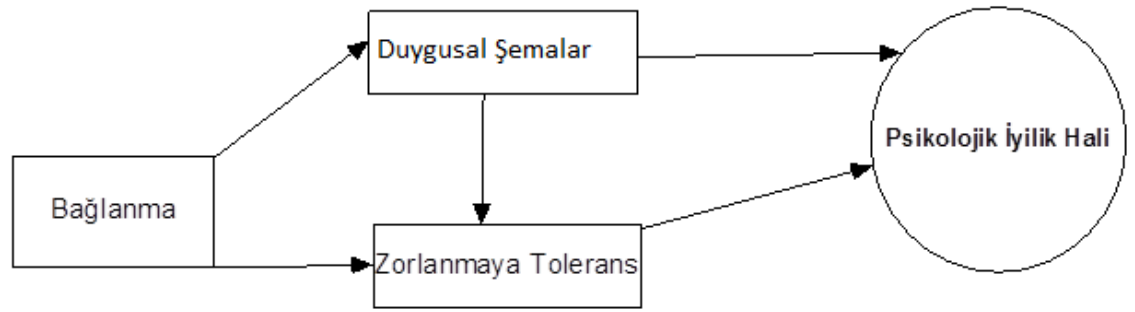 Duygusal Şemalar
Psikolojik İyilik Hali
Bağlanma
Zorlanmaya Tolerans